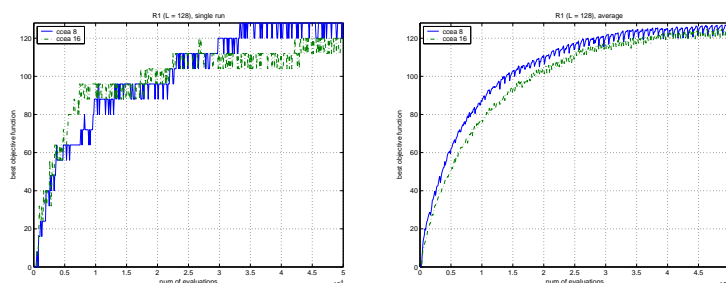 R1 (L = 128), single run
ccea 8
ccea 16
best objective function
120
100
80
60
40
20
0
0 0.5 1 1.5 2 2.5 3 3.5 4 4.5 5
num of evaluations
R1 (L = 128), average
ccea 8
ccea 16
best objective function
120
100
80
60
40
20
0
0 0.5 1 1.5 2 2.5 3 3.5 4 4.5
num of evaluations